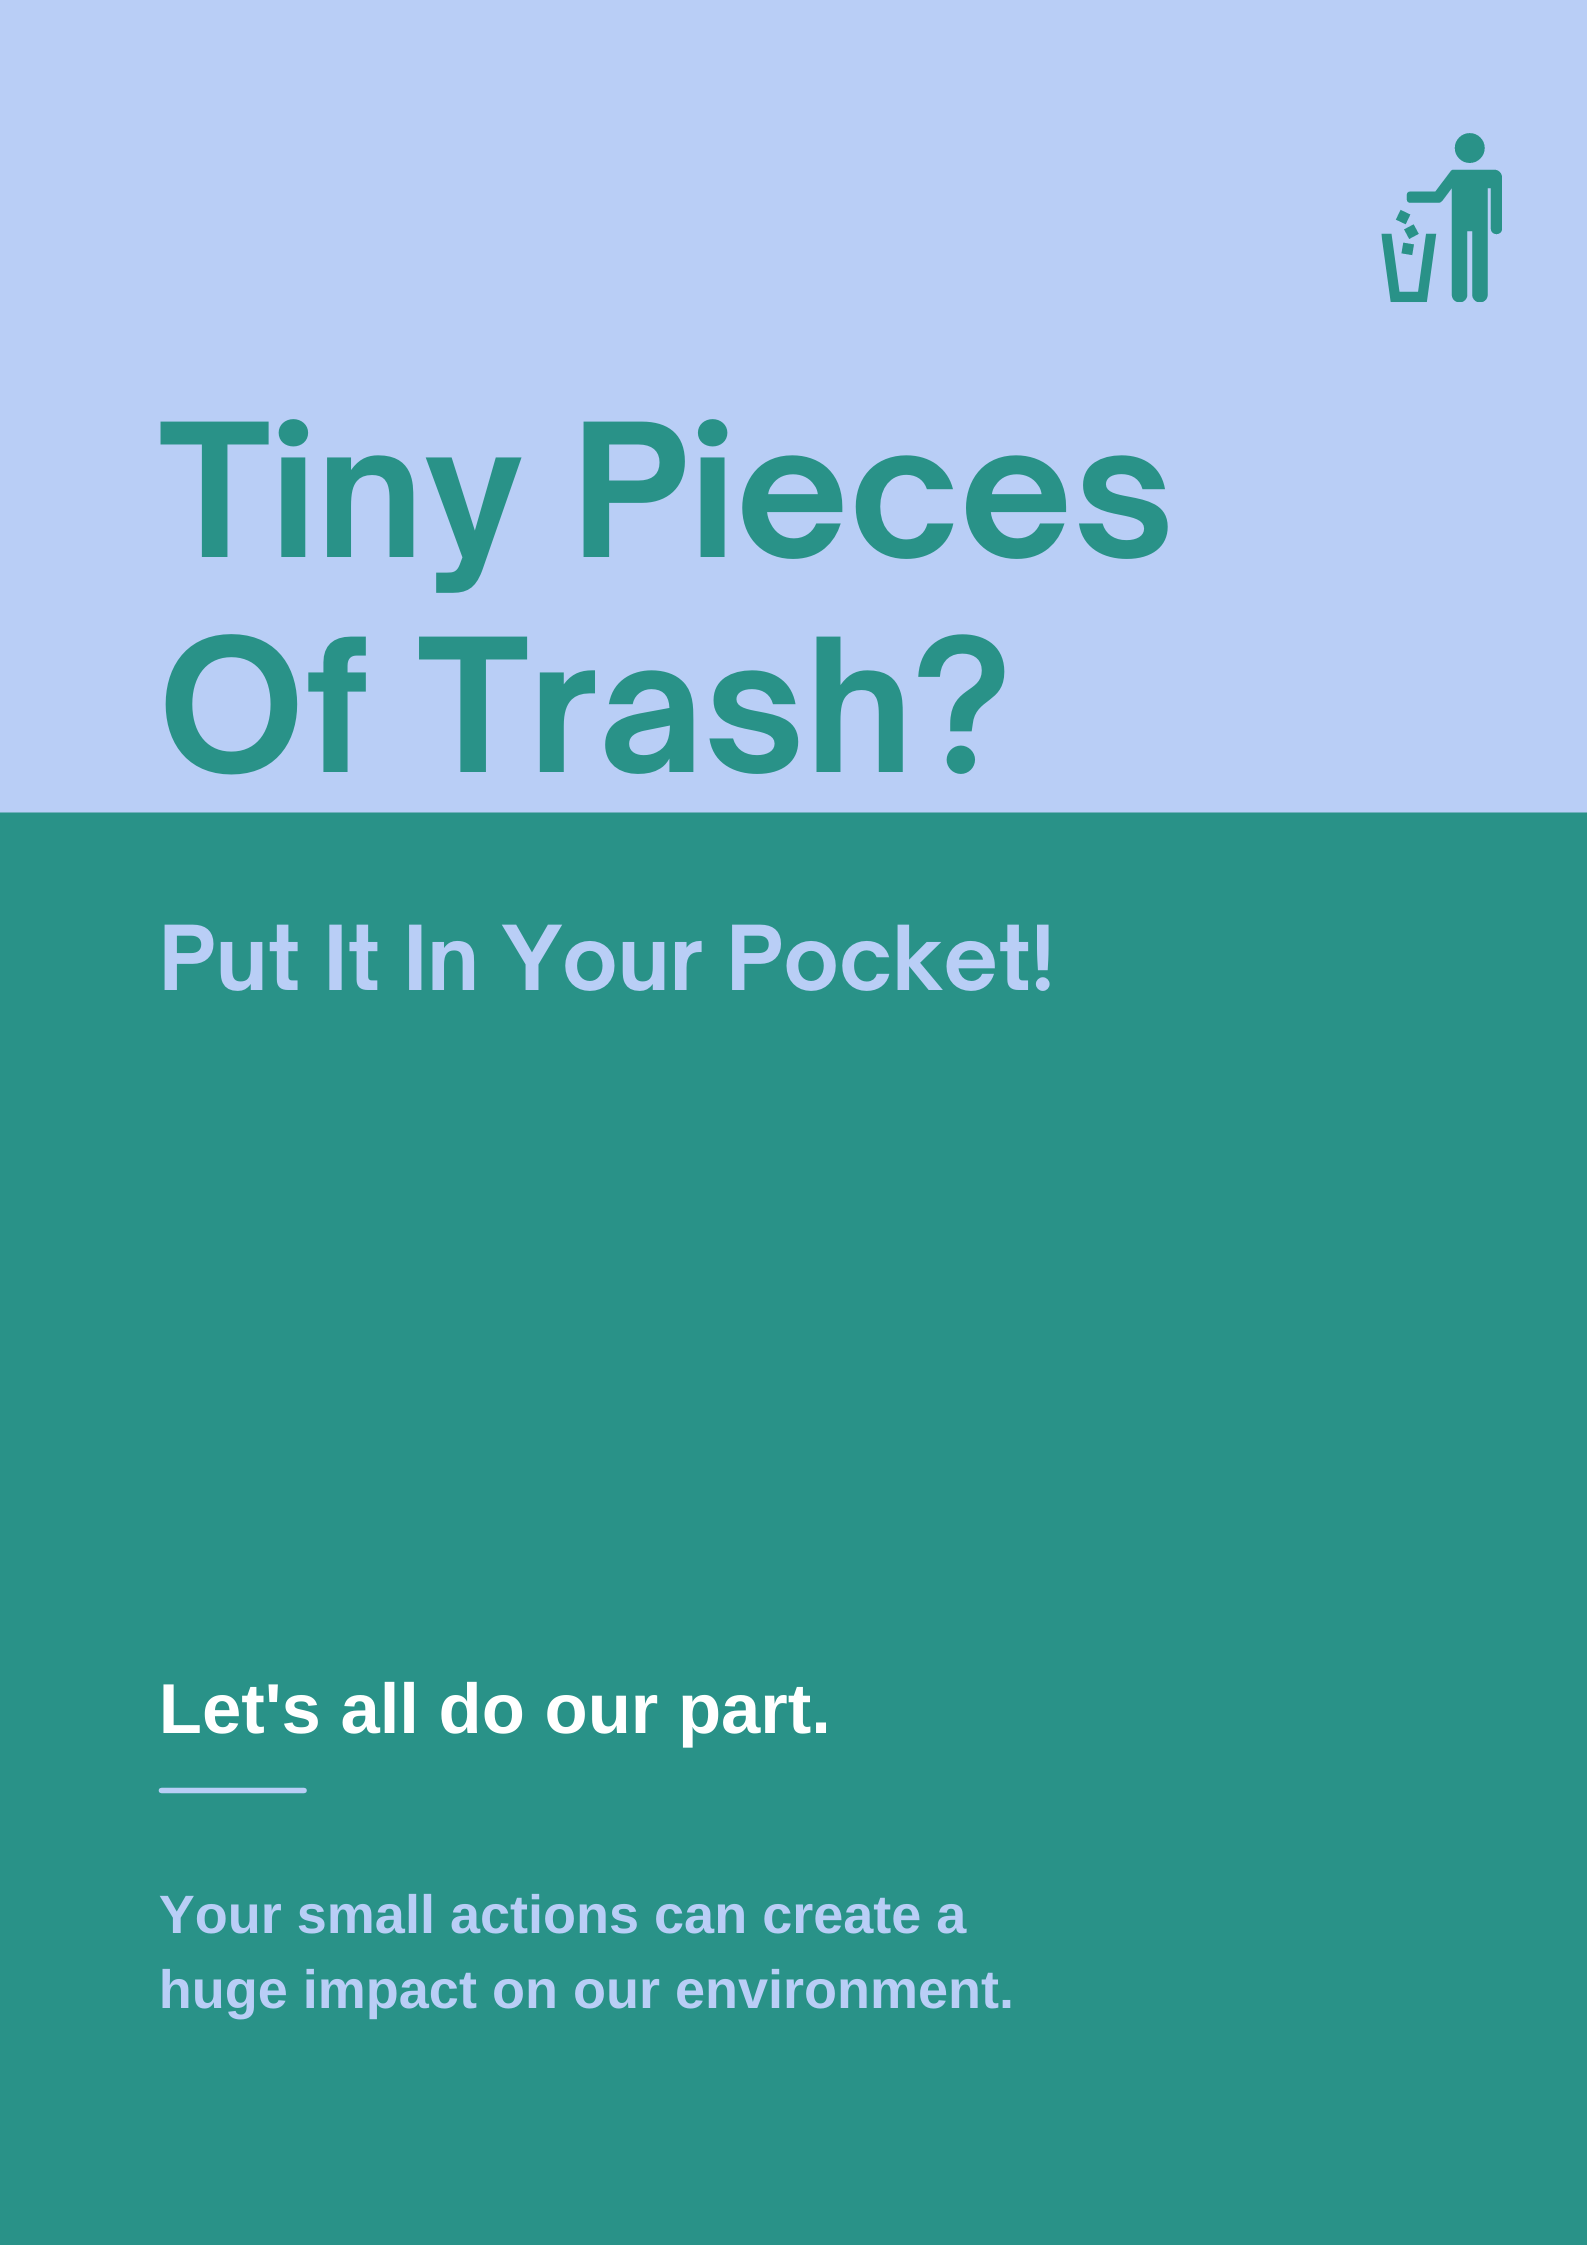 Tiny Pieces
Of Trash?
Put It In Your Pocket!
Let's all do our part.
Your small actions can create a
huge impact on our environment.